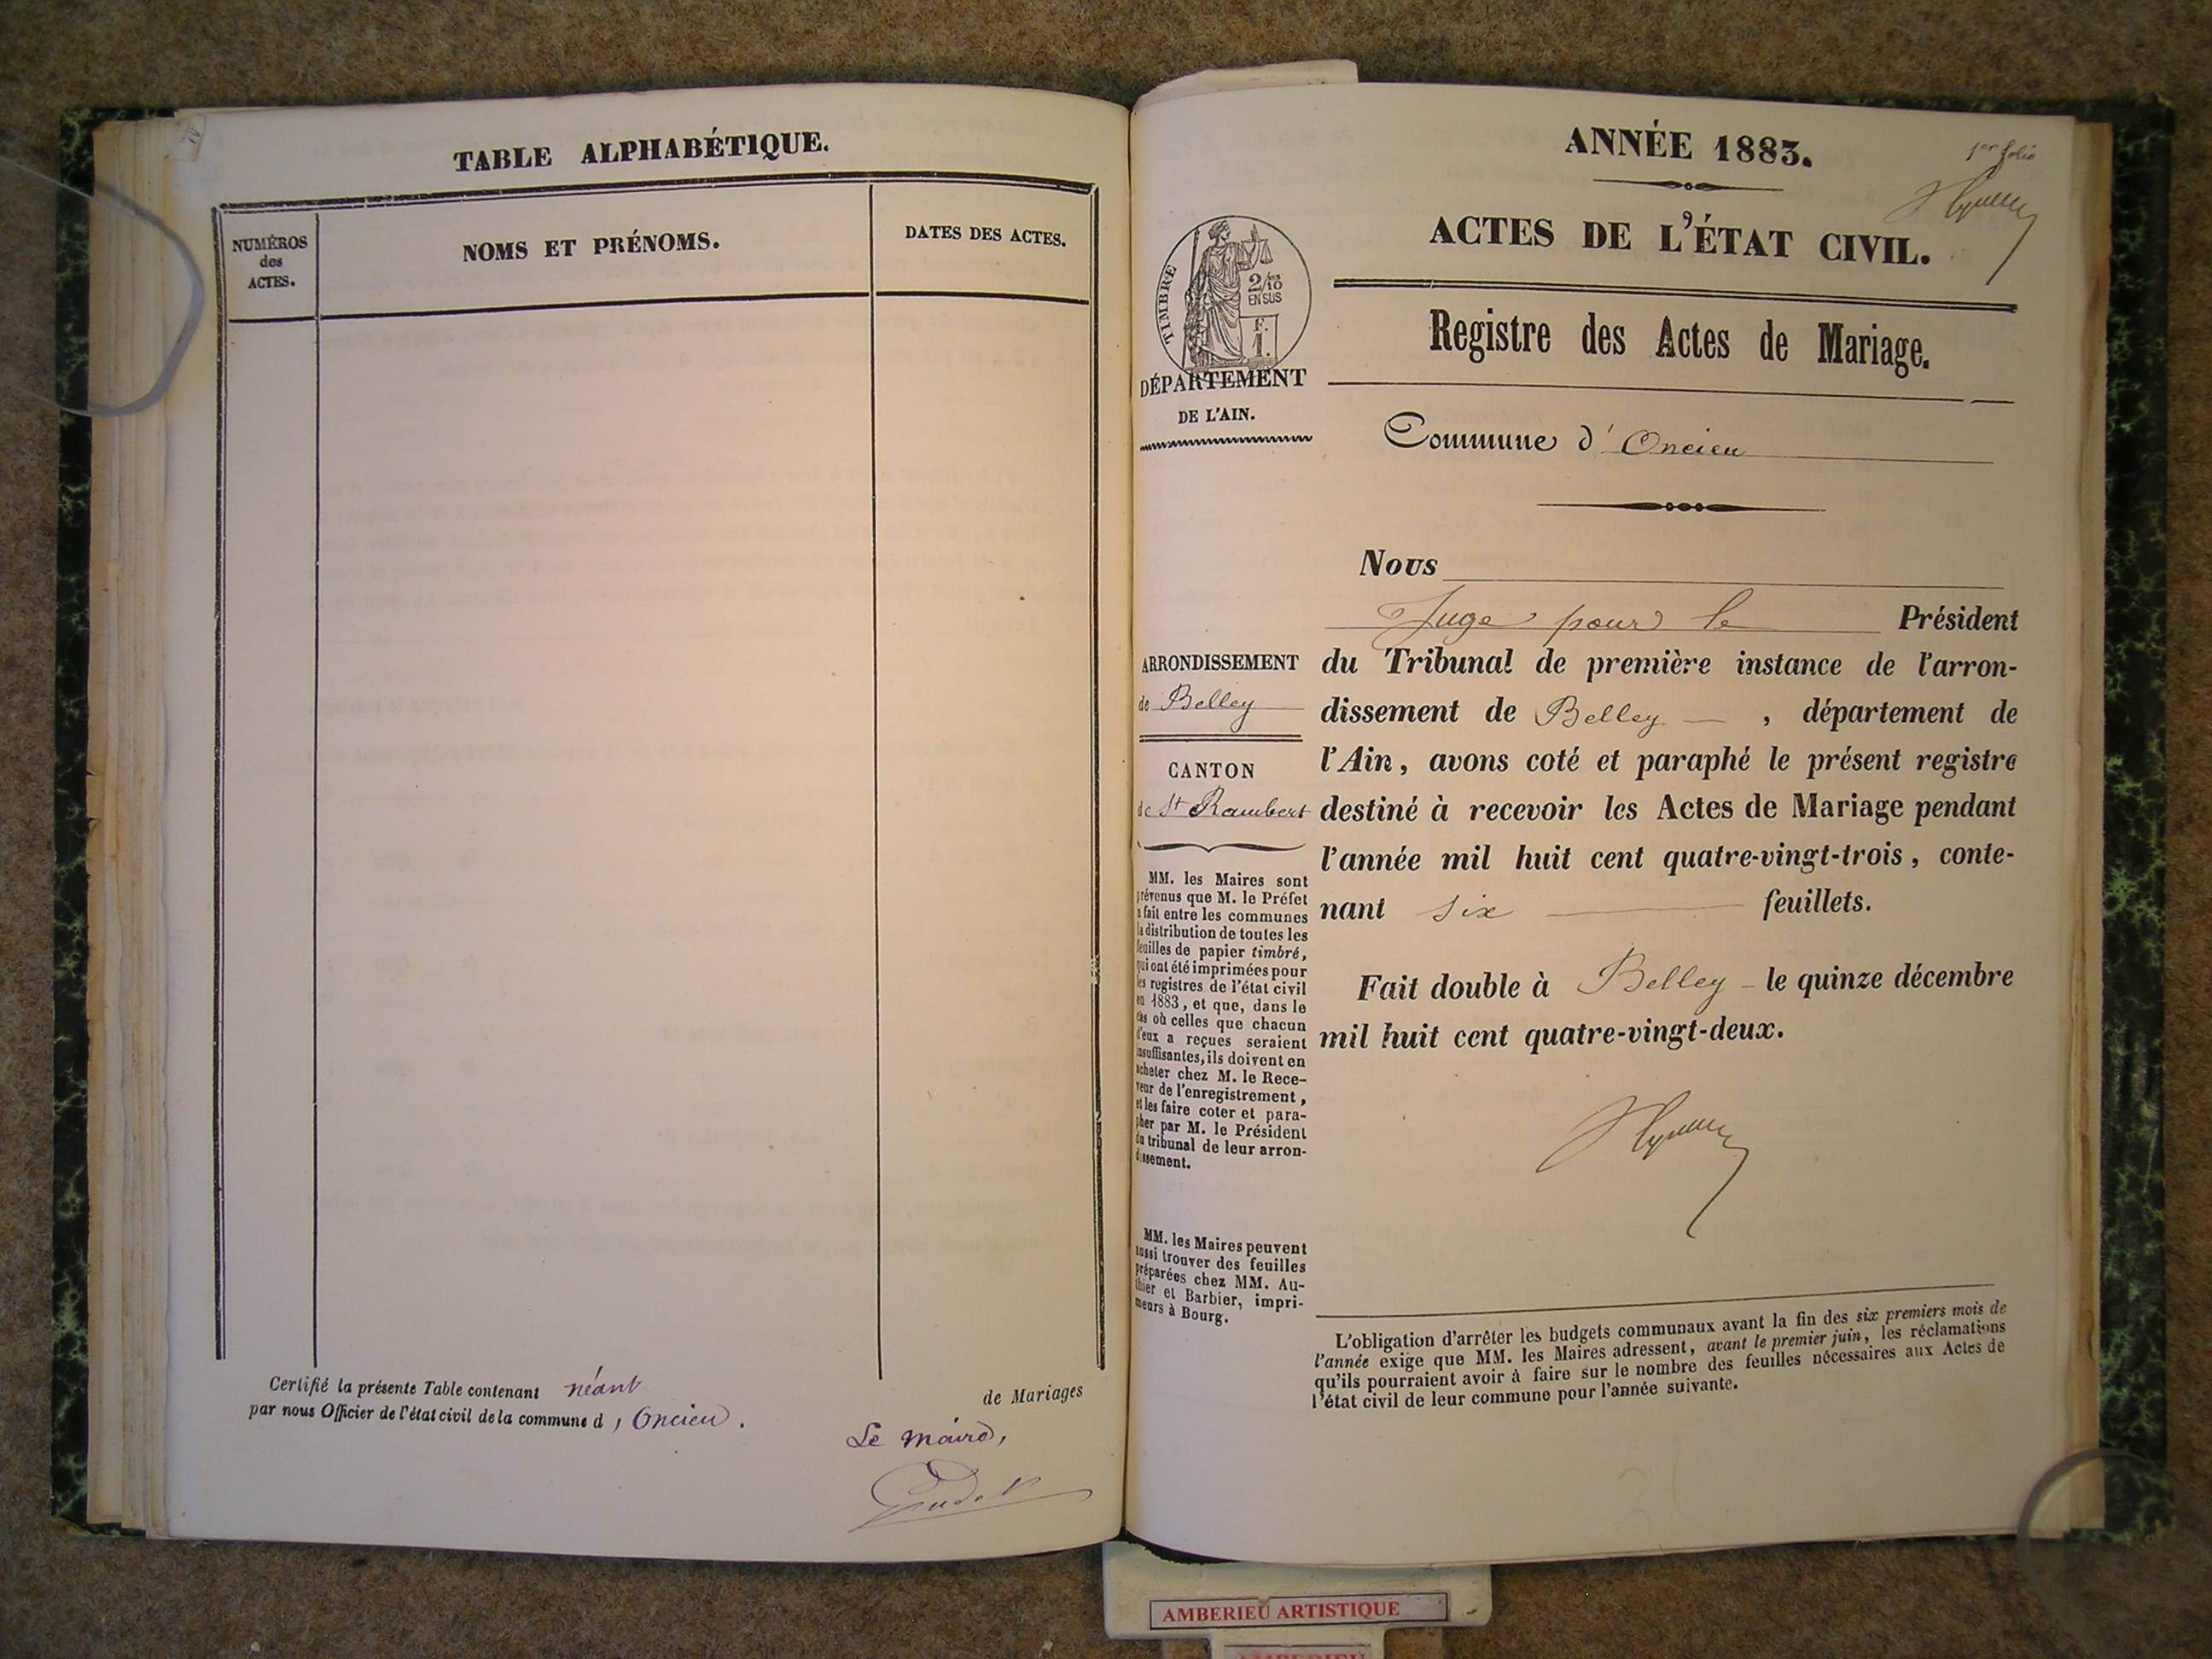 TABLE ALPHABÉTIQUE.
NUMÉROS
des
ACTES.
NOMS ET PRÉNOMS.
DATES DES ACTES.
Certifié la présente Table contenant néant de Mariages
par nous Officier de l'état civil de la commune d'Oncieu.
Le maire,
1er folio
ANNÉE 1883.
ACTES DE L'ÉTAT CIVIL.
Registre des Actes de Mariage.
TIMBRE
2/10
EN SUS
F.
1.
DÉPARTEMENT
DE L'AIN.
Commune d'Oncieu
Nous
Juge pour le Président
du Tribunal de première instance de l'arron-
dissement de Belley, département de
l'Ain, avons coté et paraphé le présent registre
destiné à recevoir les Actes de Mariage pendant
l'année mil huit cent quatre-vingt-trois, conte-
nant six feuillets.
Fait double à Belley le quinze décembre
mil huit cent quatre-vingt-deux.
ARRONDISSEMENT
de Belley
CANTON
de St Rambert
MM. les Maires sont
prévenus que M. le Préfet
a fait entre les communes
la distribution de toutes les
feuilles de papier timbré,
qui ont été imprimées pour
les registres de l'état civil
en 1883, et que, dans le
cas où celles que chacun
d'eux a reçues seraient
insuffisantes, ils doivent en
acheter chez M. le Rece-
veur de l'enregistrement,
et les faire coter et para-
pher par M. le Président
du tribunal de leur arron-
dissement.
MM. les Maires peuvent
aussi trouver des feuilles
préparées chez MM. Au-
thier et Barbier, impri-
meurs à Bourg.
L'obligation d'arrêter les budgets communaux avant la fin des six premiers mois de
l'année exige que MM. les Maires adressent, avant le premier juin, les réclamations
qu'ils pourraient avoir à faire sur le nombre des feuilles nécessaires aux Actes de
l'état civil de leur commune pour l'année suivante.
AMBERIEU ARTISTIQUE
AMBERIEU